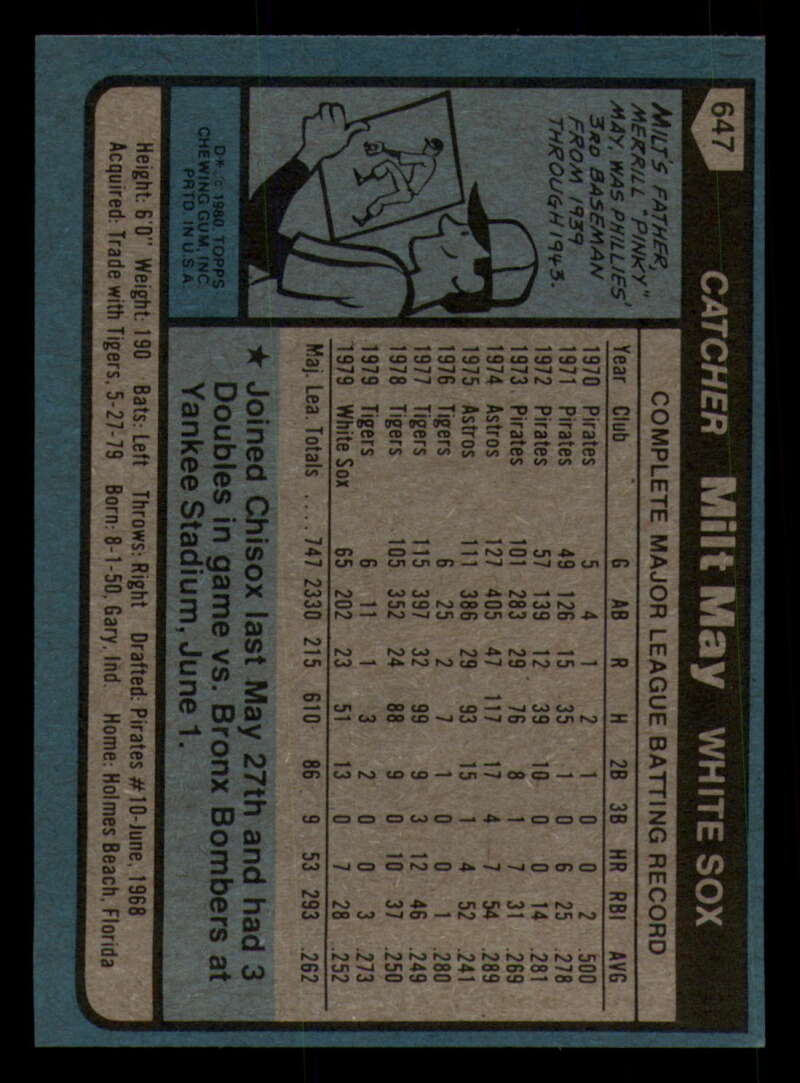 647
CATCHER Milt May WHITE SOX
MILT'S FATHER,
MERRILL "PINKY"
MAY, WAS PHILLIES'
3RD BASEMAN
FROM 1939
THROUGH 1943.
D*. © 1980 TOPPS
CHEWING GUM, INC.
PRTD. IN U.S.A.
COMPLETE MAJOR LEAGUE BATTING RECORD
Year Club G AB R H 2B 3B HR RBI AVG
1970 Pirates 5 4 1 2 1 0 0 2 .500
1971 Pirates 49 126 15 35 1 0 6 25 .278
1972 Pirates 57 139 12 39 10 0 0 14 .281
1973 Pirates 101 283 29 76 8 1 7 31 .269
1974 Astros 127 405 47 117 17 4 7 54 .289
1975 Astros 111 386 29 93 15 1 4 52 .241
1976 Tigers 6 25 2 7 1 0 0 1 .280
1977 Tigers 115 397 32 99 9 3 12 46 .249
1978 Tigers 105 352 24 88 9 0 10 37 .250
1979 Tigers 6 11 1 3 2 0 0 3 .273
1979 White Sox 65 202 23 51 13 0 7 28 .252
Maj. Lea. Totals .... 747 2330 215 610 86 9 53 293 .262
★ Joined Chisox last May 27th and had 3
Doubles in game vs. Bronx Bombers at
Yankee Stadium, June 1.
Height: 6'0" Weight: 190 Bats: Left Throws: Right Drafted: Pirates #10-June, 1968
Acquired: Trade with Tigers, 5-27-79 Born: 8-1-50, Gary, Ind. Home: Holmes Beach, Florida